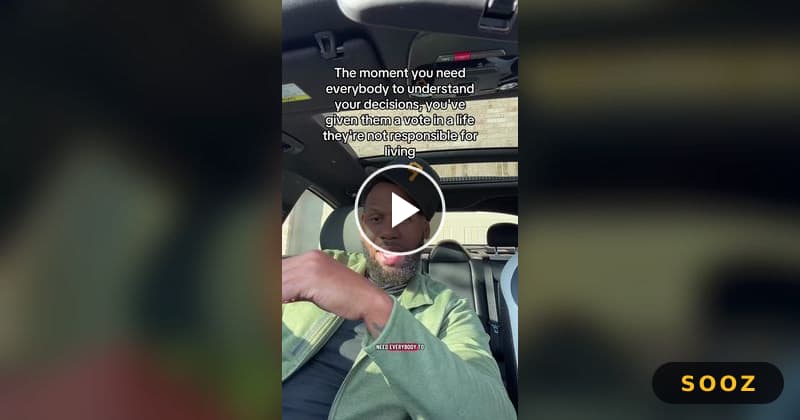 The moment you need
everybody to understand
your decisions, you've
given them a vote in a life
they're not responsible for
living
NEED EVERYBODY TO
SOOZ